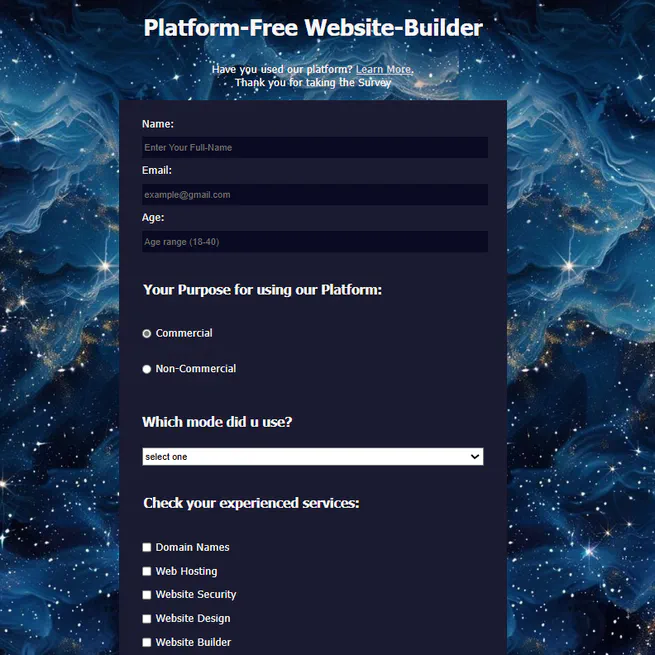 Platform-Free Website-Builder
Have you used our platform? Learn More.
Thank you for taking the Survey
Name:
Enter Your Full-Name
Email:
example@gmail.com
Age:
Age range (18-40)
Your Purpose for using our Platform:
Commercial
Non-Commercial
Which mode did u use?
select one
Check your experienced services:
Domain Names
Web Hosting
Website Security
Website Design
Website Builder